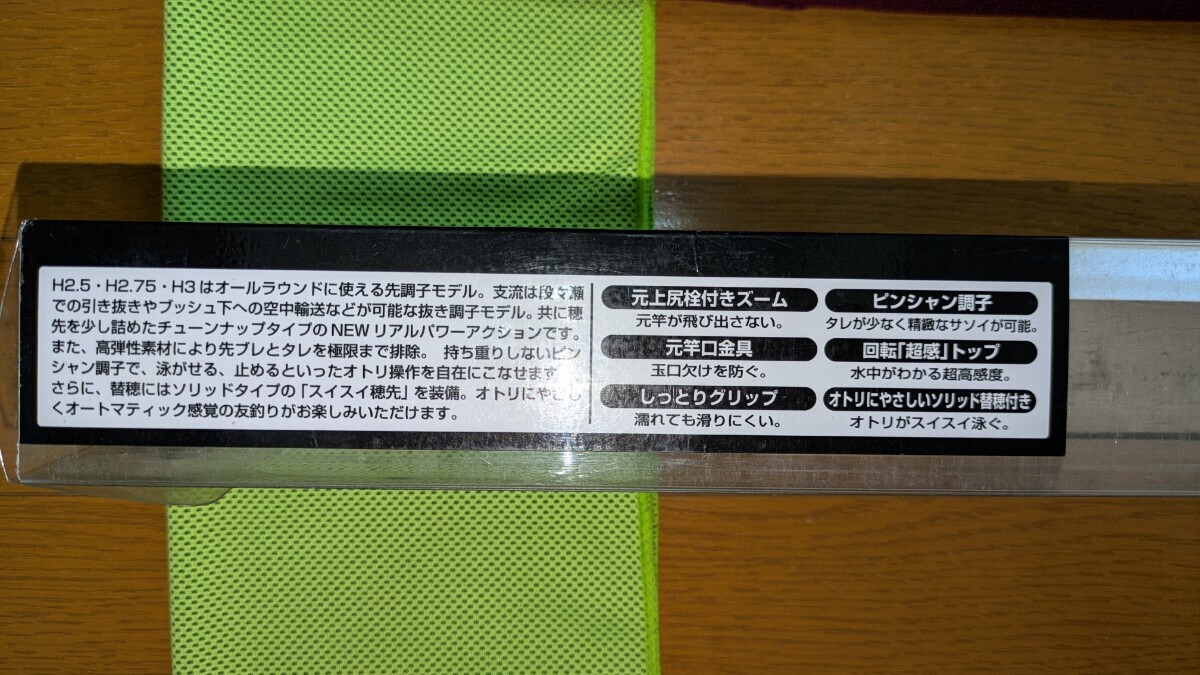 H2.5・H2.75・H3はオールラウンドに使える先調子モデル。支流は段々瀬
での引き抜きやブッシュ下への空中輸送などが可能な抜き調子モデル。共に穂
先を少し詰めたチューンナップタイプのNEWリアルパワーアクションです。
また、高弾性素材により先ブレとタレを極限まで排除。 持ち重りしないピン
シャン調子で、泳がせる、止めるといったオトリ操作を自在にこなせます
さらに、替穂にはソリッドタイプの「スイスイ穂先」を装備。オトリにやさし
くオートマティック感覚の友釣りがお楽しみいただけます。
元上尻栓付きズーム
元竿が飛び出さない。
元竿口金具
玉口欠けを防ぐ。
しっとりグリップ
濡れても滑りにくい。
ピンシャン調子
タレが少なく精緻なサソイが可能。
回転「超感」トップ
水中がわかる超高感度。
オトリにやさしいソリッド替穂付き
オトリがスイスイ泳ぐ。